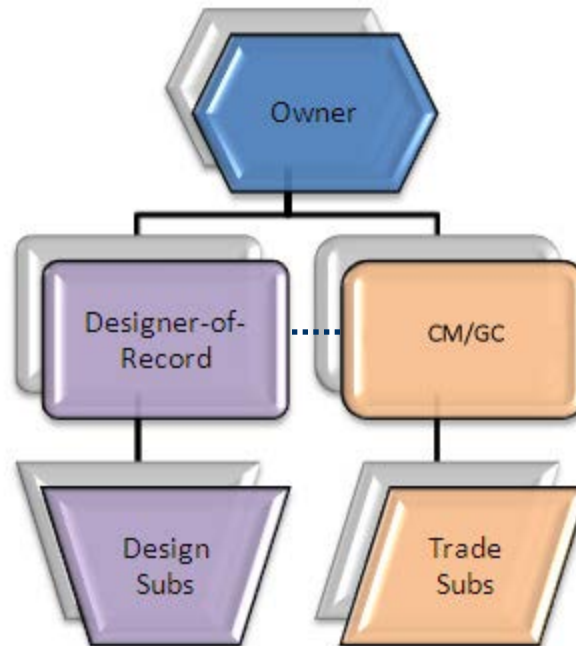 Owner
Designer-of-
Record
CM/GC
Design
Subs
Trade
Subs